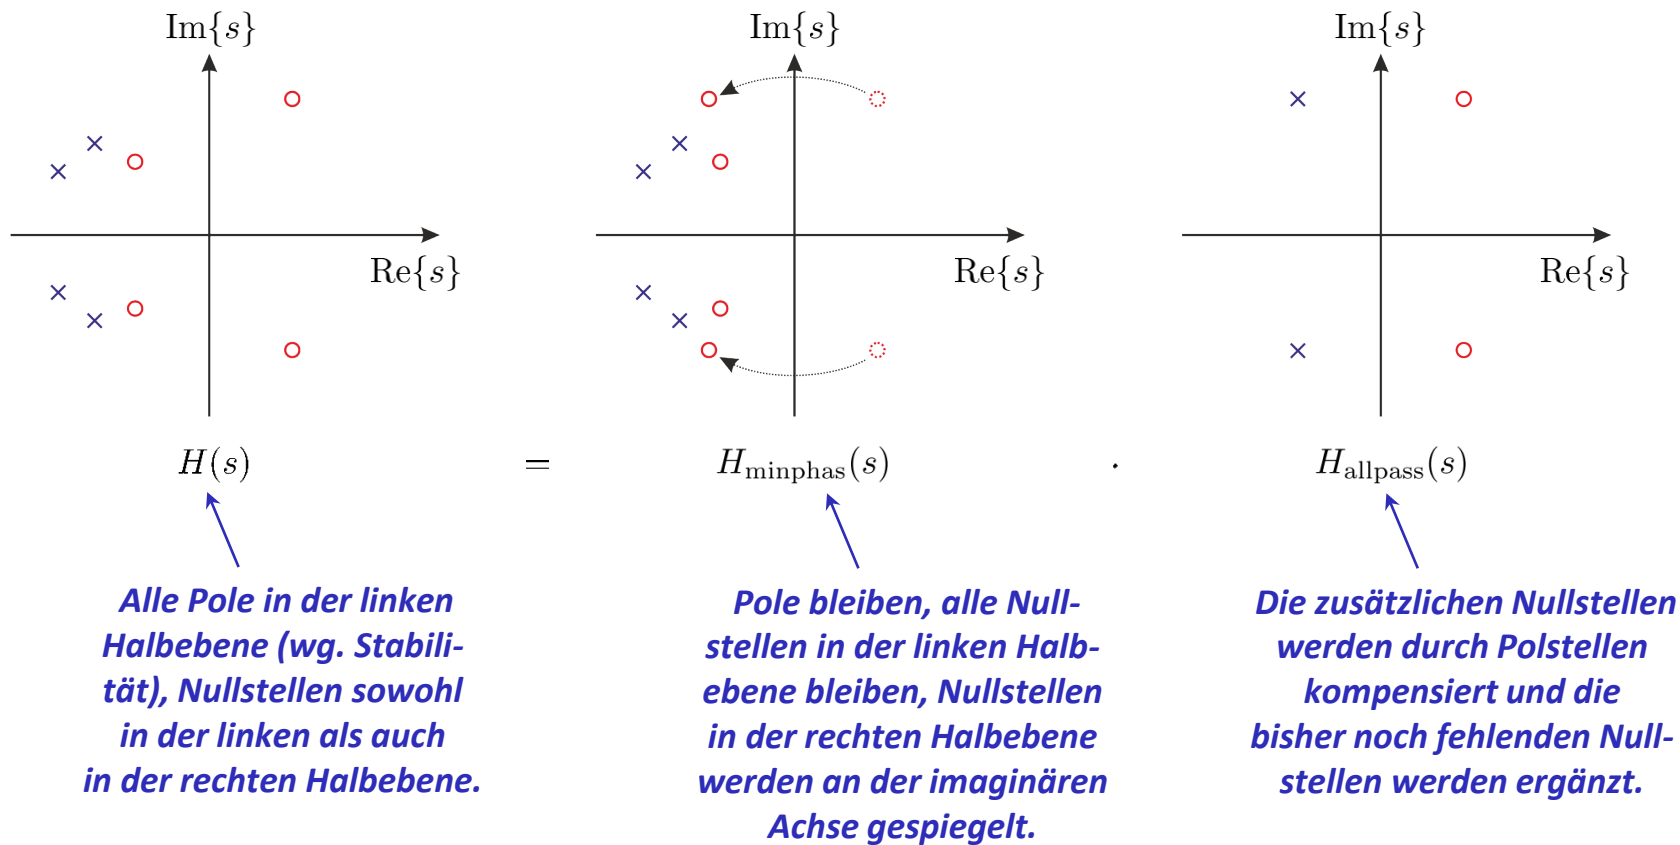 Im{s}
Im{s}
Im{s}
Re{s}
Re{s}
Re{s}
H(s)
=
H_minphas(s)
·
H_allpass(s)
Alle Pole in der linken
Halbebene (wg. Stabili-
tät), Nullstellen sowohl
in der linken als auch
in der rechten Halbebene.
Pole bleiben, alle Null-
stellen in der linken Halb-
ebene bleiben, Nullstellen
in der rechten Halbebene
werden an der imaginären
Achse gespiegelt.
Die zusätzlichen Nullstellen
werden durch Polstellen
kompensiert und die
bisher noch fehlenden Null-
stellen werden ergänzt.